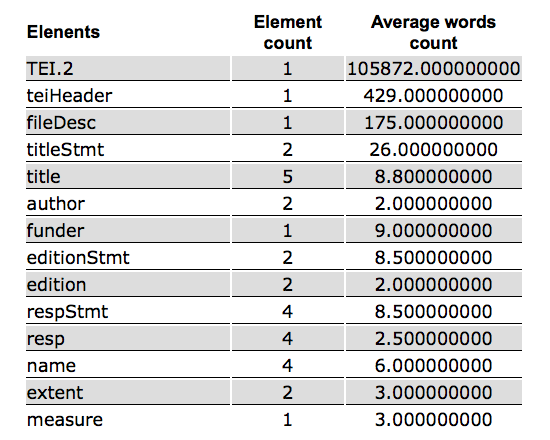 Elenents Element count Average words count
TEI.2 1 105872.000000000
teiHeader 1 429.000000000
fileDesc 1 175.000000000
titleStmt 2 26.000000000
title 5 8.800000000
author 2 2.000000000
funder 1 9.000000000
editionStmt 2 8.500000000
edition 2 2.000000000
respStmt 4 8.500000000
resp 4 2.500000000
name 4 6.000000000
extent 2 3.000000000
measure 1 3.000000000